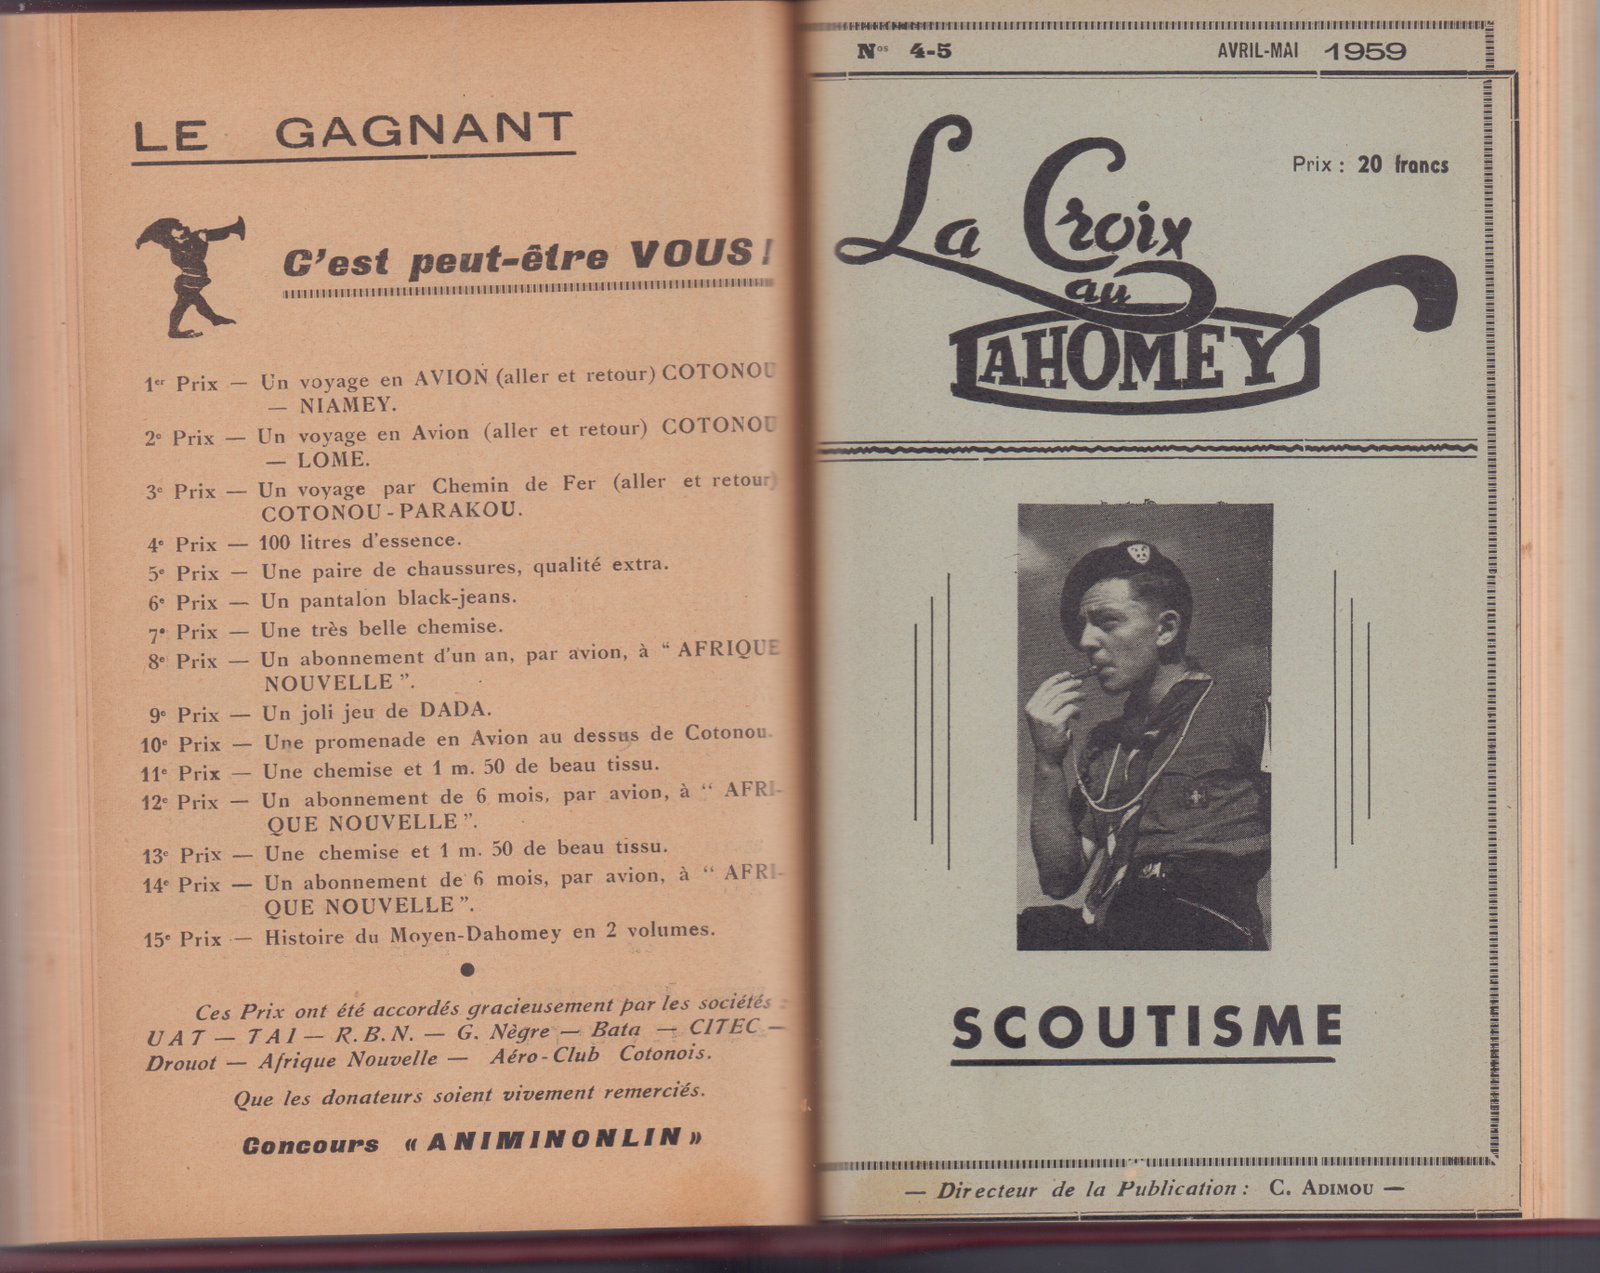 LE GAGNANT
C'est peut-être VOUS !
1er Prix — Un voyage en AVION (aller et retour) COTONOU
— NIAMEY.
2e Prix — Un voyage en Avion (aller et retour) COTONOU
— LOME.
3e Prix — Un voyage par Chemin de Fer (aller et retour)
COTONOU - PARAKOU.
4e Prix — 100 litres d'essence.
5e Prix — Une paire de chaussures, qualité extra.
6e Prix — Un pantalon black-jeans.
7e Prix — Une très belle chemise.
8e Prix — Un abonnement d'un an, par avion, à “ AFRIQUE
NOUVELLE ”.
9e Prix — Un joli jeu de DADA.
10e Prix — Une promenade en Avion au dessus de Cotonou.
11e Prix — Une chemise et 1 m. 50 de beau tissu.
12e Prix — Un abonnement de 6 mois, par avion, à “ AFRI-
QUE NOUVELLE ”.
13e Prix — Une chemise et 1 m. 50 de beau tissu.
14e Prix — Un abonnement de 6 mois, par avion, à “ AFRI-
QUE NOUVELLE ”.
15e Prix — Histoire du Moyen-Dahomey en 2 volumes.
Ces Prix ont été accordés gracieusement par les sociétés :
UAT — TAI — R.B.N. — G. Nègre — Bata — CITEC —
Drouot — Afrique Nouvelle — Aéro-Club Cotonois.
Que les donateurs soient vivement remerciés.
Concours « ANIMINONLIN »
Nos 4-5 AVRIL-MAI 1959
Prix : 20 francs
La Croix
au
DAHOMEY
SCOUTISME
— Directeur de la Publication : C. ADIMOU —